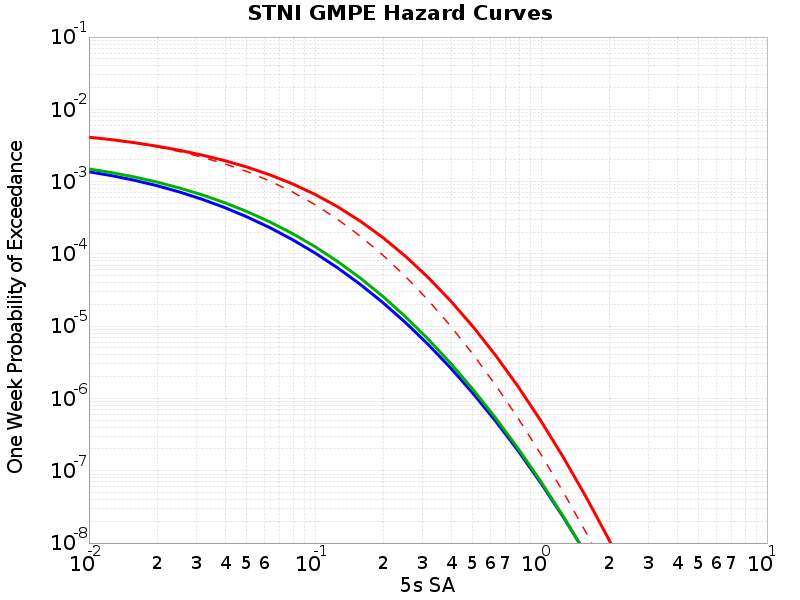 STNI GMPE Hazard Curves
One Week Probability of Exceedance
10^-1
10^-2
10^-3
10^-4
10^-5
10^-6
10^-7
10^-8
10^-2 2 3 4 5 6 10^-1 2 3 4 5 6 7 10^0 2 3 4 5 6 7 10^1
5s SA